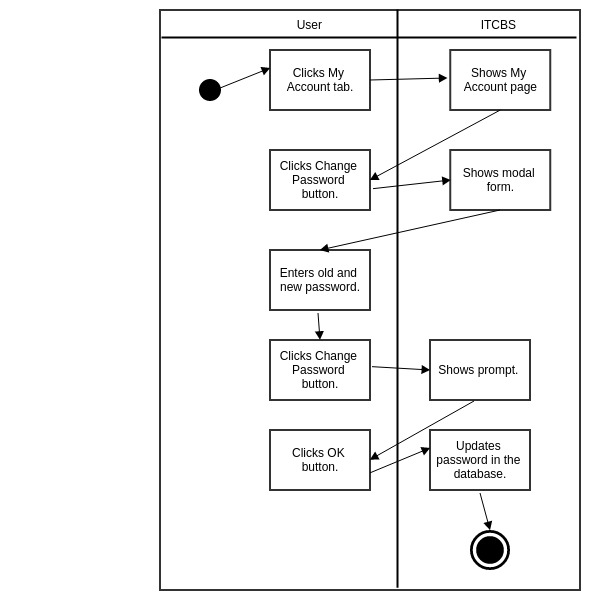 User
ITCBS
Clicks My
Account tab.
Shows My
Account page
Clicks Change
Password
button.
Shows modal
form.
Enters old and
new password.
Clicks Change
Password
button.
Shows prompt.
Clicks OK
button.
Updates
password in the
database.